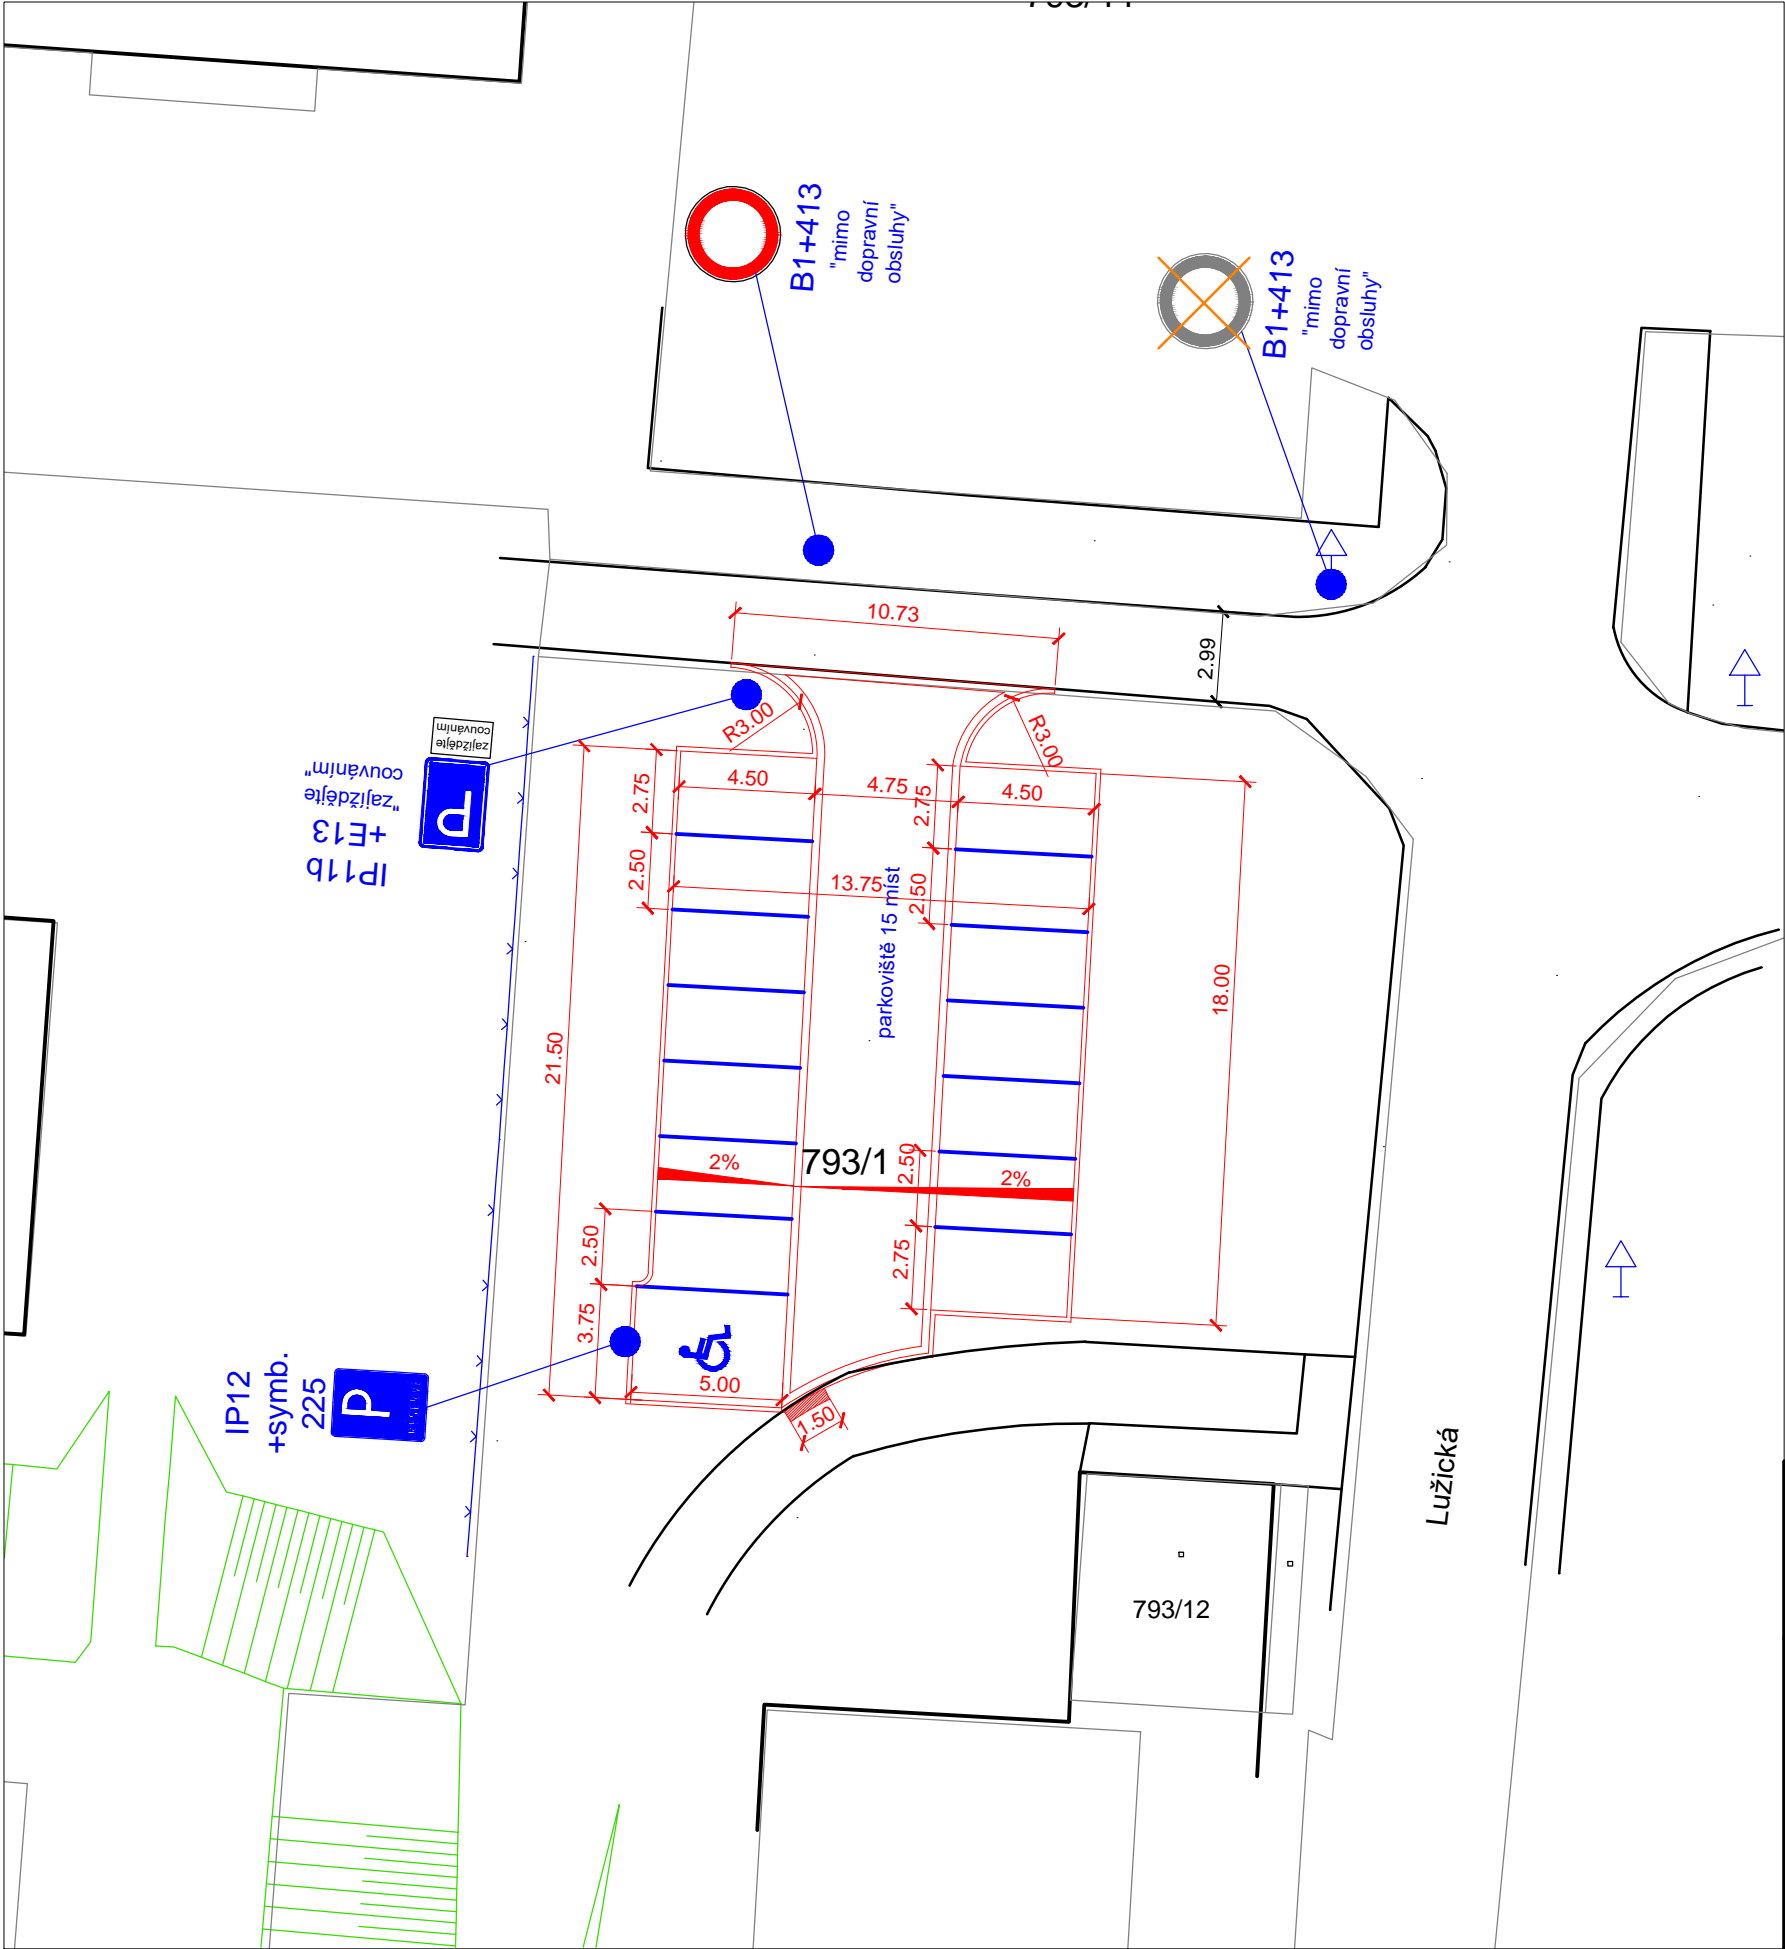 B1+413
"mimo
dopravní
obsluhy"
B1+413
"mimo
dopravní
obsluhy"
10.73
2.99
R3.00
R3.00
zajíždějte
couváním
P
IP11b
+E13
"zajíždějte
couváním"
4.50
4.75
4.50
2.75
2.75
2.50
2.50
13.75
parkoviště 15 míst
21.50
18.00
793/1
2%
2%
2.50
2.50
2.75
3.75
5.00
1.50
IP12
+symb.
225
P
Lužická
793/12